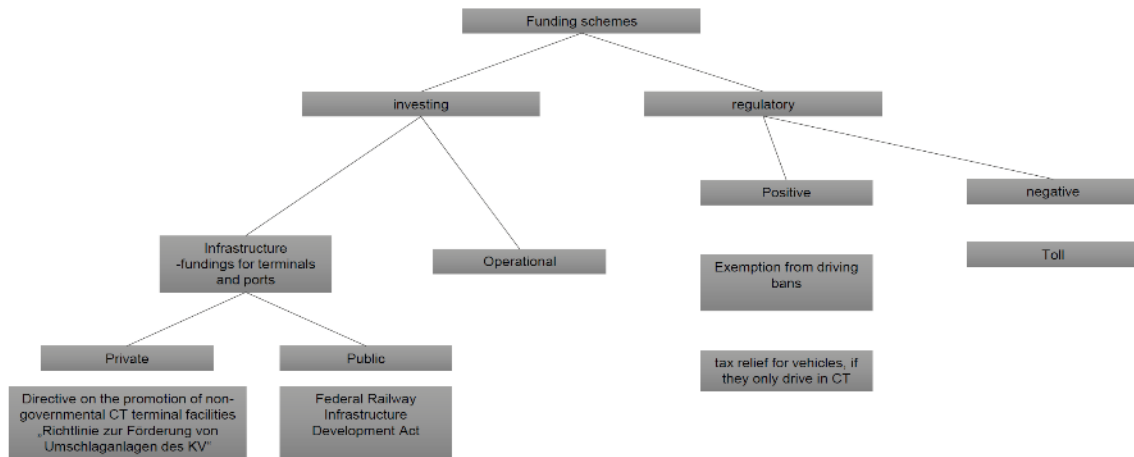 Funding schemes
investing
regulatory
Positive
negative
Infrastructure
-fundings for terminals
and ports
Operational
Exemption from driving
bans
Toll
Private
Public
tax relief for vehicles, if
they only drive in CT
Directive on the promotion of non-
governmental CT terminal facilities
„Richtlinie zur Förderung von
Umschlaganlagen des KV“
Federal Railway
Infrastructure
Development Act